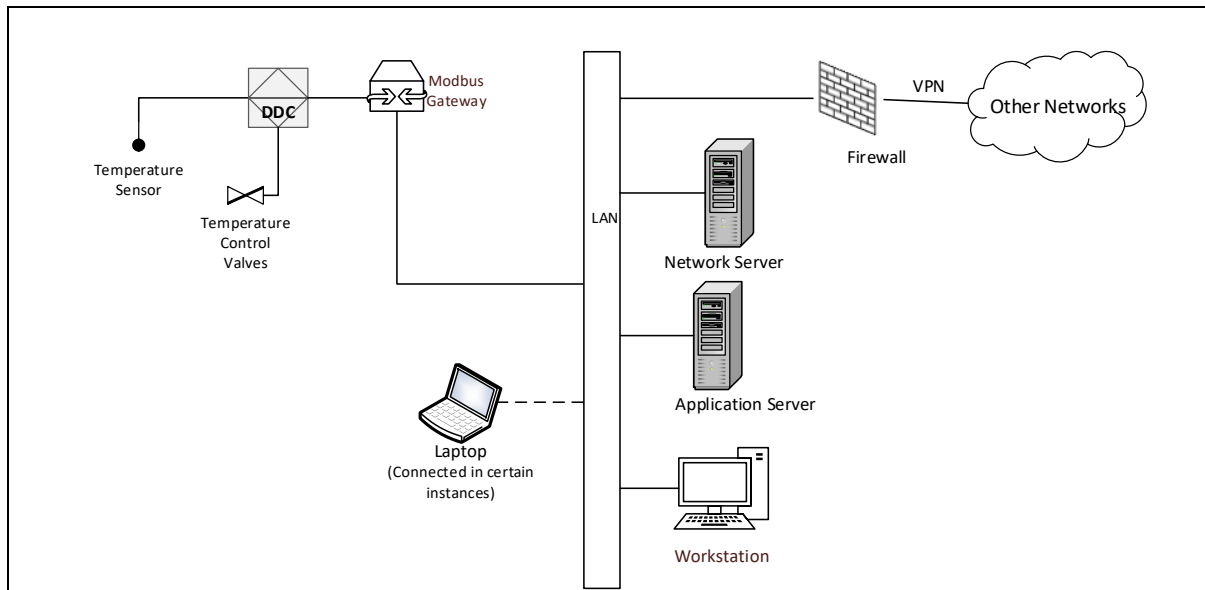 Modbus
Gateway
DDC
Temperature
Sensor
Temperature
Control
Valves
LAN
VPN
Other Networks
Firewall
Network Server
Application Server
Laptop
(Connected in certain
instances)
Workstation